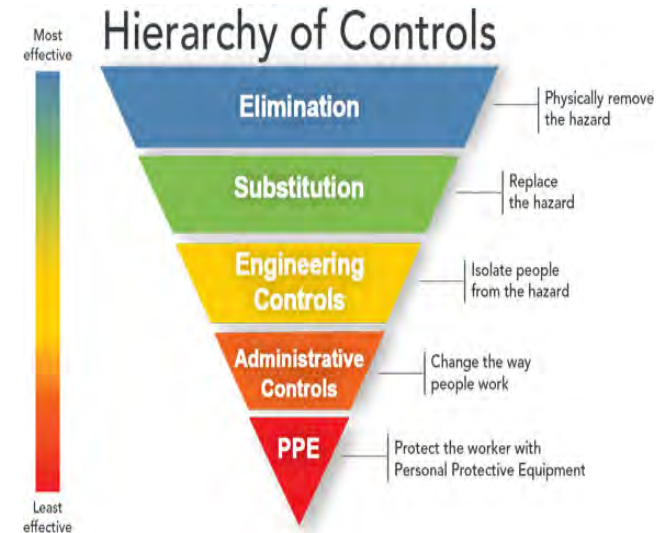 Hierarchy of Controls
Most
effective
Elimination
Physically remove
the hazard
Substitution
Replace
the hazard
Engineering
Controls
Isolate people
from the hazard
Administrative
Controls
Change the way
people work
PPE
Protect the worker with
Personal Protective Equipment
Least
effective